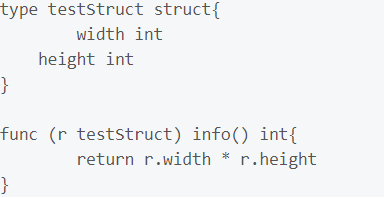 type testStruct struct{
        width int
    height int
}

func (r testStruct) info() int{
        return r.width * r.height
}